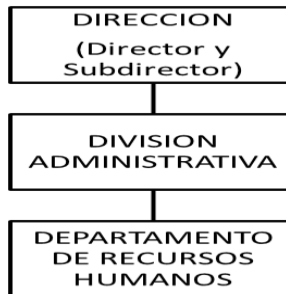 DIRECCION
(Director y
Subdirector)
DIVISION
ADMINISTRATIVA
DEPARTAMENTO
DE RECURSOS
HUMANOS